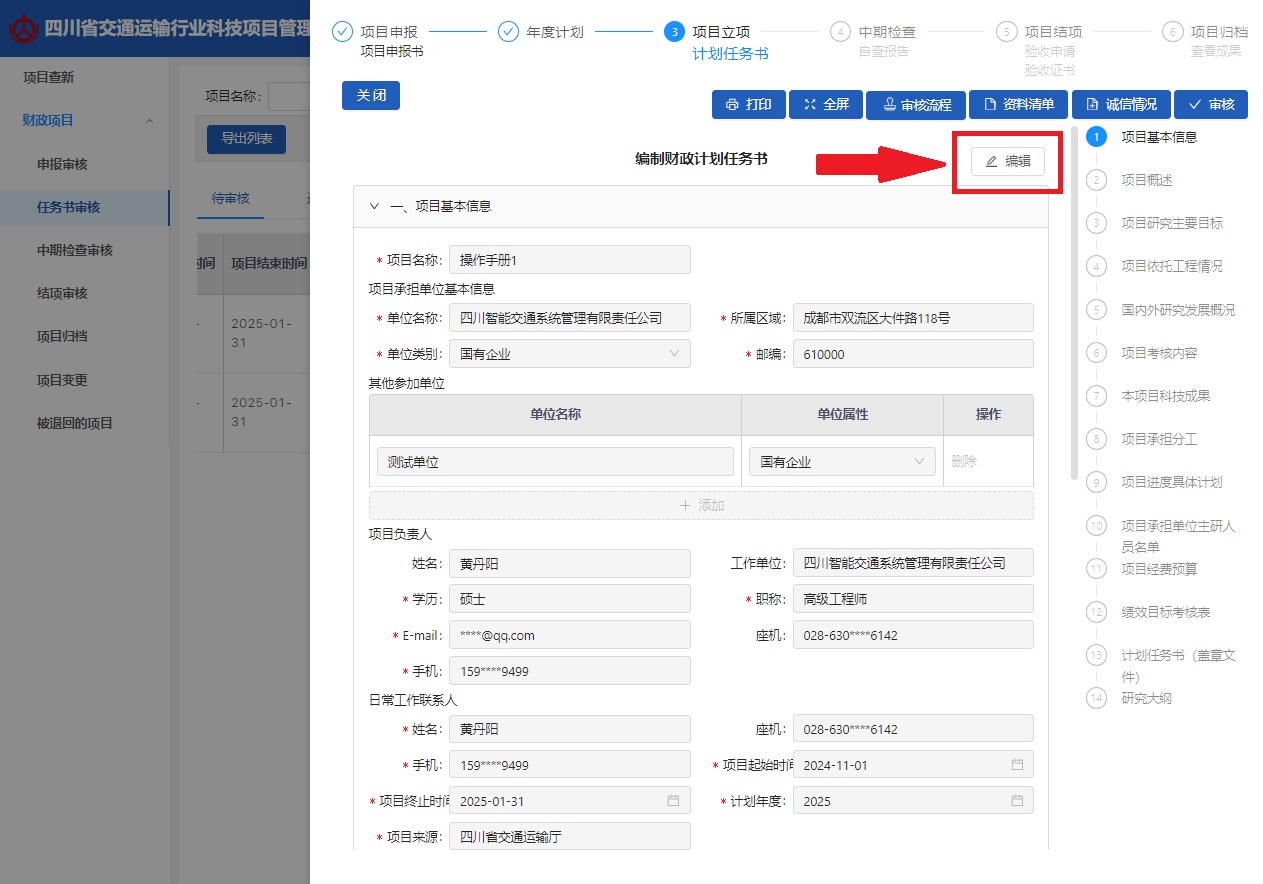 四川省交通运输行业科技项目管理
项目查新
财政项目
申报审核
任务书审核
中期检查审核
结项审核
项目归档
项目变更
被退回的项目
项目名称:
导出列表
待审核
时间 项目结束时间
- 2025-01-31
- 2025-01-31
项目申报
项目申报书
年度计划
3 项目立项
计划任务书
4 中期检查
自查报告
5 项目结项
验收申请
验收证书
6 项目归档
查看成果
关 闭
打印 全屏 审核流程 资料清单 诚信情况 审核
编制财政计划任务书
编辑
一、项目基本信息
* 项目名称: 操作手册1
项目承担单位基本信息
* 单位名称: 四川智能交通系统管理有限责任公司 * 所属区域: 成都市双流区大件路118号
* 单位类别: 国有企业 * 邮编: 610000
其他参加单位
单位名称 单位属性 操作
测试单位 国有企业 删除
+ 添加
项目负责人
姓名: 黄丹阳 工作单位: 四川智能交通系统管理有限责任公司
* 学历: 硕士 * 职称: 高级工程师
* E-mail: ****@qq.com 座机: 028-630****6142
* 手机: 159****9499
日常工作联系人
* 姓名: 黄丹阳 座机: 028-630****6142
* 手机: 159****9499 * 项目起始时间 2024-11-01
* 项目终止时间 2025-01-31 * 计划年度: 2025
* 项目来源: 四川省交通运输厅
1 项目基本信息
2 项目概述
3 项目研究主要目标
4 项目依托工程情况
5 国内外研究发展概况
6 项目考核内容
7 本项目科技成果
8 项目承担分工
9 项目进度具体计划
10 项目承担单位主研人
员名单
11 项目经费预算
12 绩效目标考核表
13 计划任务书（盖章文
件）
14 研究大纲